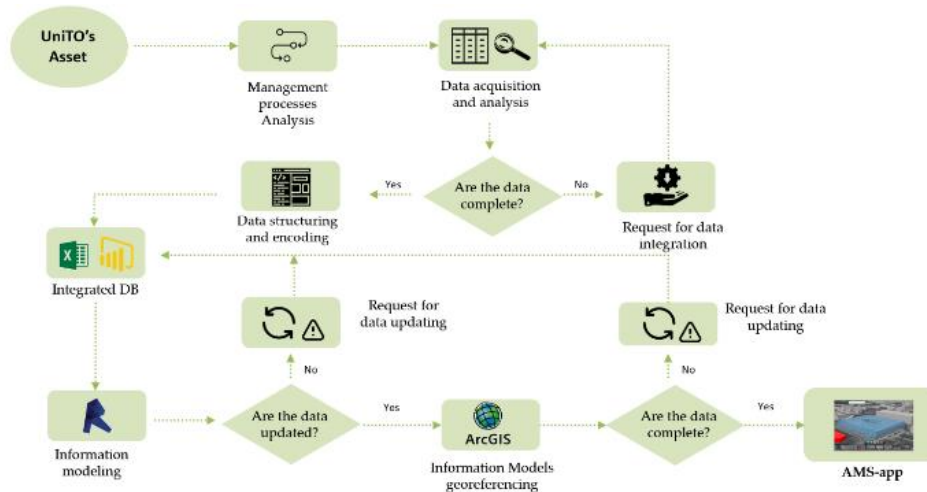 UniTO's
Asset
Management
processes
Analysis
Data acquisition
and analysis
Are the data
complete?
Yes
No
Data structuring
and encoding
Request for data
integration
Integrated DB
Request for
data updating
Request for data
updating
No
No
Information
modeling
Are the data
updated?
Yes
ArcGIS
Information Models
georeferencing
Are the data
complete?
Yes
AMS-app